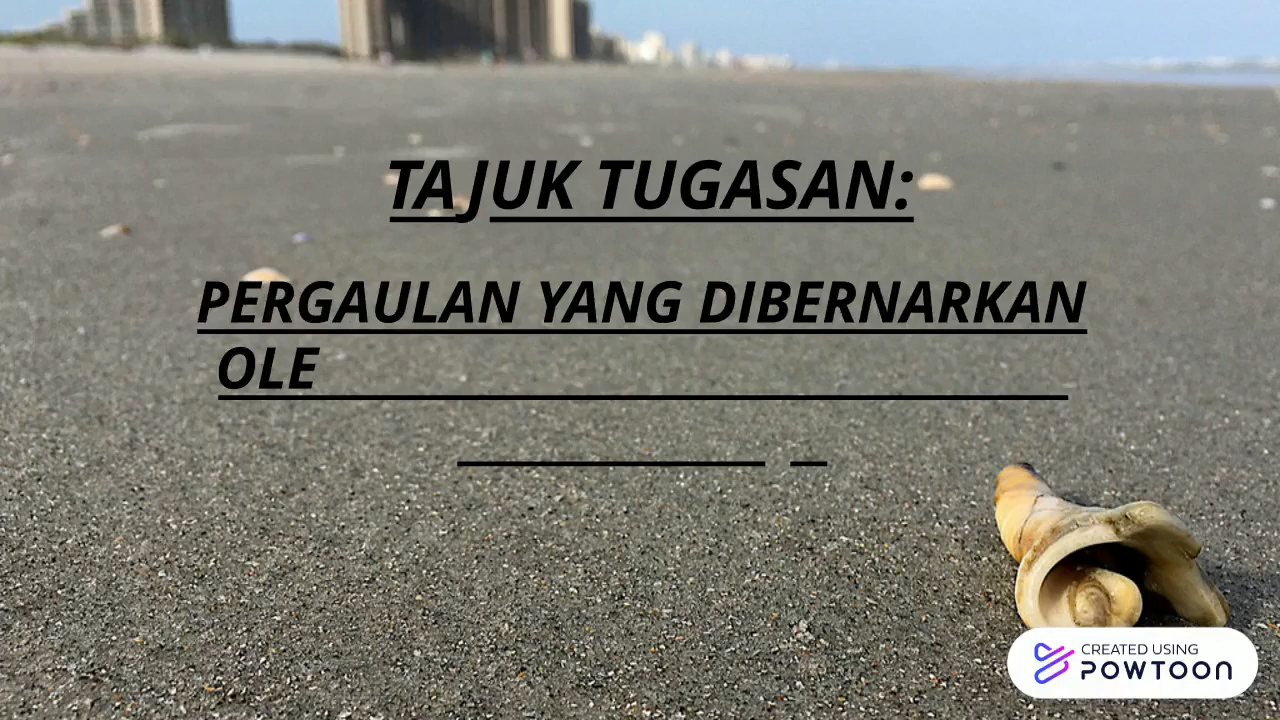 TAJUK TUGASAN:
PERGAULAN YANG DIBERNARKAN
OLE
CREATED USING
POWTOON